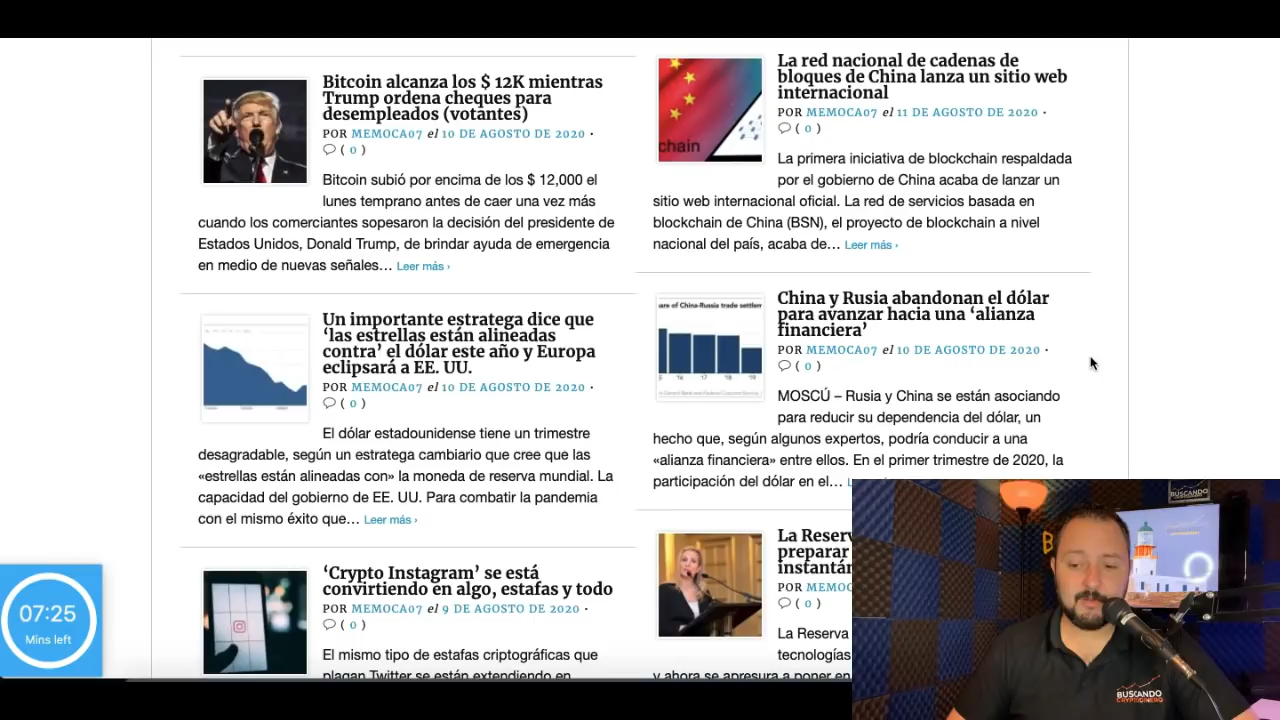 Bitcoin alcanza los $ 12K mientras
Trump ordena cheques para
desempleados (votantes)
POR MEMOCA07 el 10 DE AGOSTO DE 2020 •
( 0 )
Bitcoin subió por encima de los $ 12,000 el
lunes temprano antes de caer una vez más
cuando los comerciantes sopesaron la decisión del presidente de
Estados Unidos, Donald Trump, de brindar ayuda de emergencia
en medio de nuevas señales… Leer más ›
Un importante estratega dice que
‘las estrellas están alineadas
contra’ el dólar este año y Europa
eclipsará a EE. UU.
POR MEMOCA07 el 10 DE AGOSTO DE 2020 •
( 0 )
El dólar estadounidense tiene un trimestre
desagradable, según un estratega cambiario que cree que las
«estrellas están alineadas con» la moneda de reserva mundial. La
capacidad del gobierno de EE. UU. Para combatir la pandemia
con el mismo éxito que… Leer más ›
‘Crypto Instagram’ se está
convirtiendo en algo, estafas y todo
POR MEMOCA07 el 9 DE AGOSTO DE 2020 •
( 0 )
El mismo tipo de estafas criptográficas que
plagan Twitter se están extendiendo en
La red nacional de cadenas de
bloques de China lanza un sitio web
internacional
POR MEMOCA07 el 11 DE AGOSTO DE 2020 •
( 0 )
chain
La primera iniciativa de blockchain respaldada
por el gobierno de China acaba de lanzar un
sitio web internacional oficial. La red de servicios basada en
blockchain de China (BSN), el proyecto de blockchain a nivel
nacional del país, acaba de… Leer más ›
China y Rusia abandonan el dólar
para avanzar hacia una ‘alianza
financiera’
POR MEMOCA07 el 10 DE AGOSTO DE 2020 •
( 0 )
are of China-Russia trade settlem
'16 '17 '18 '19
MOSCÚ – Rusia y China se están asociando
para reducir su dependencia del dólar, un
hecho que, según algunos expertos, podría conducir a una
«alianza financiera» entre ellos. En el primer trimestre de 2020, la
participación del dólar en el…
La Reserv
preparar
instantán
POR MEMOC
( 0 )
La Reserva
tecnologías
y ahora se apresura a poner en
07:25
Mins left
BUSCANDO
BUSCANDO
CRYPTODINERO